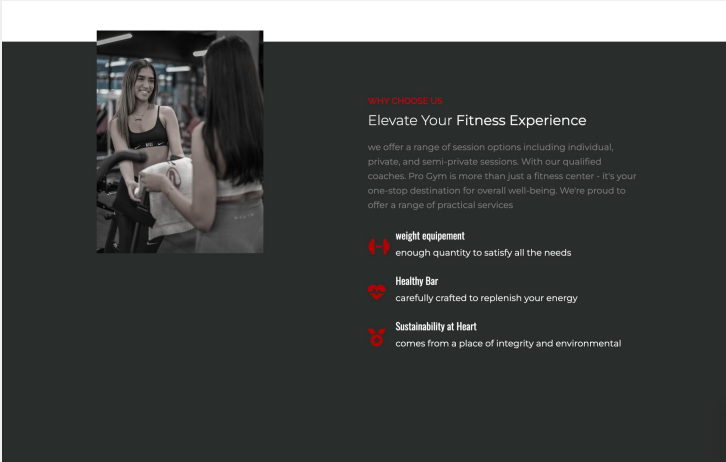 WHY CHOOSE US
Elevate Your Fitness Experience
we offer a range of session options including individual,
private, and semi-private sessions. With our qualified
coaches. Pro Gym is more than just a fitness center - it's your
one-stop destination for overall well-being. We're proud to
offer a range of practical services
weight equipement
enough quantity to satisfy all the needs
Healthy Bar
carefully crafted to replenish your energy
Sustainability at Heart
comes from a place of integrity and environmental